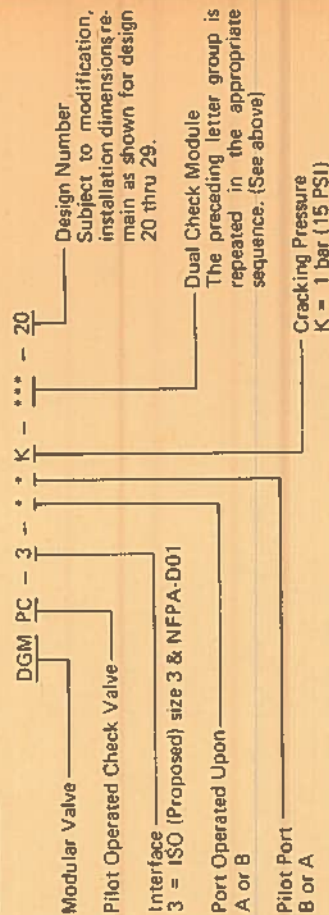 DGM PC - 3 - * * K - *** - 20
Modular Valve
Pilot Operated Check Valve
Interface
3 = ISO (Proposed) size 3 & NFPA-D01
Port Operated Upon
A or B
Pilot Port
B or A
Design Number
Subject to modification,
installation dimensions re-
main as shown for design
20 thru 29.
Dual Check Module
The preceding letter group is
repeated in the appropriate
sequence. (See above)
Cracking Pressure
K = 1 bar (15 PSI)